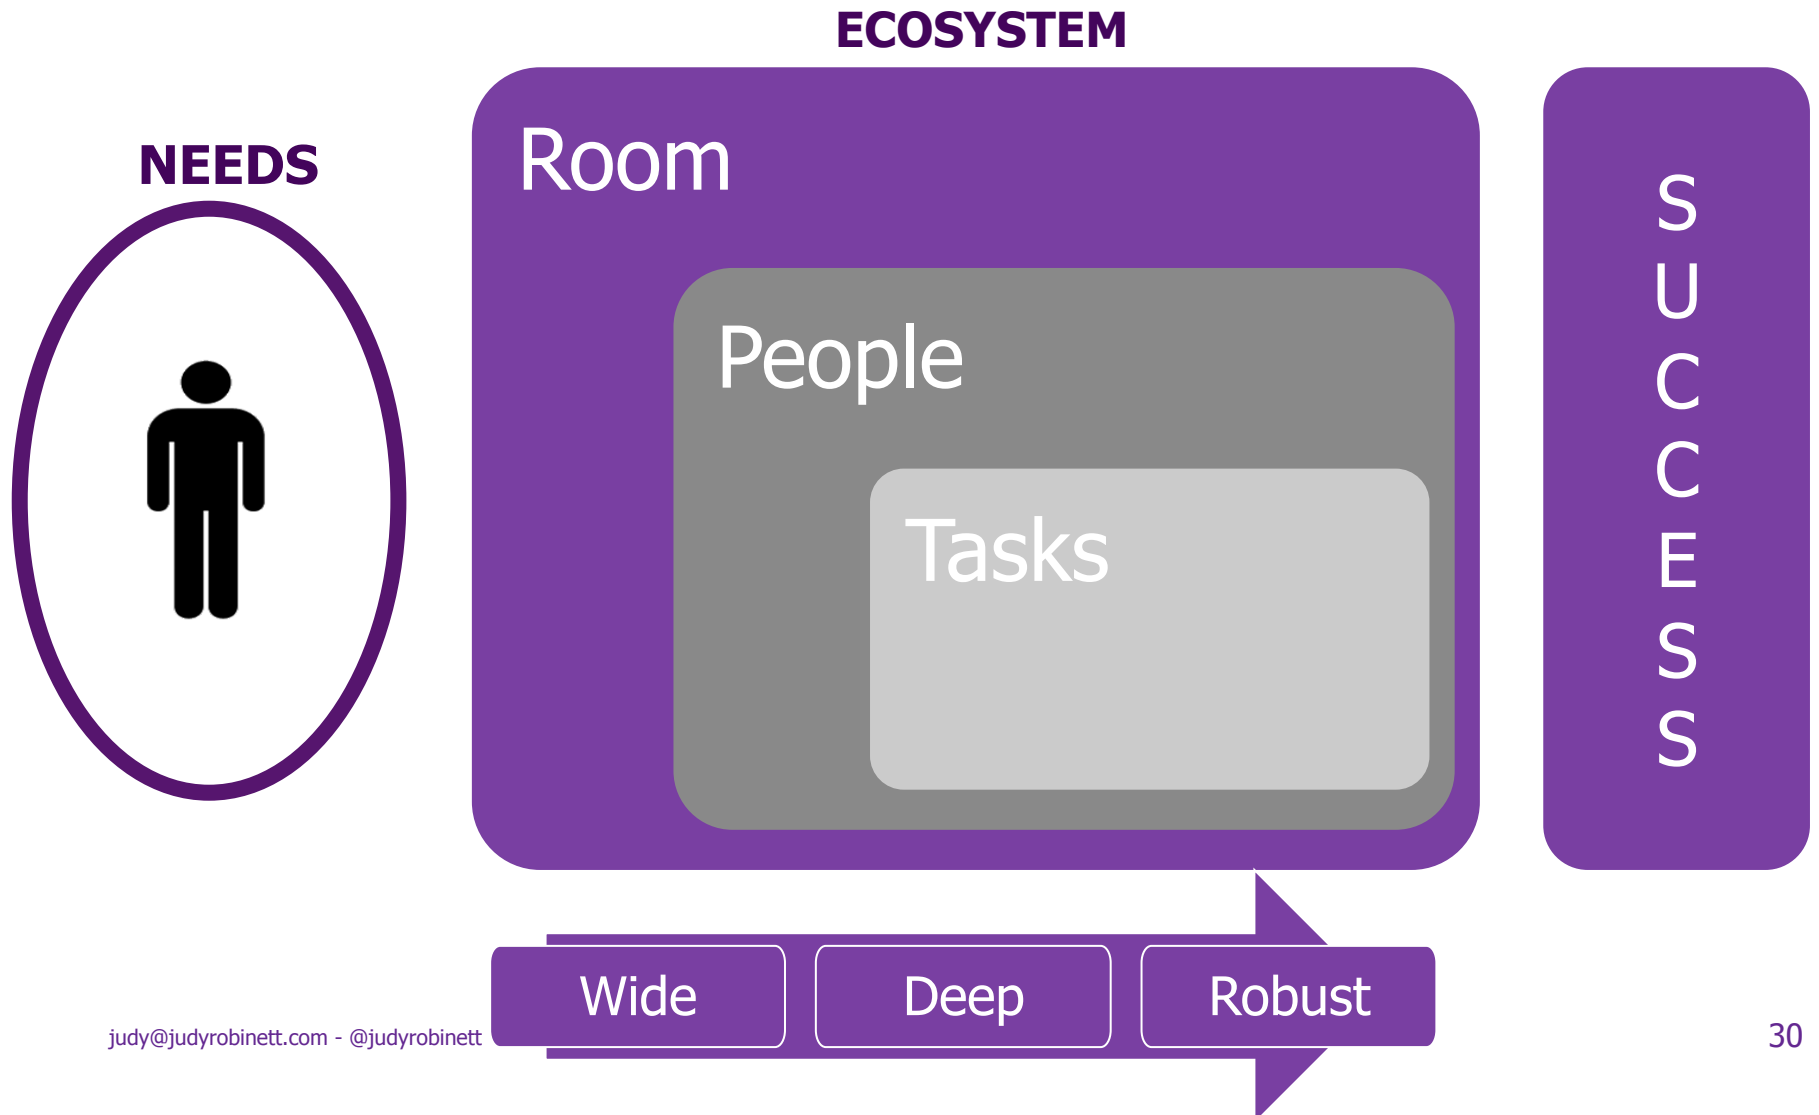 ECOSYSTEM
NEEDS
Room
People
Tasks
S
U
C
C
E
S
S
Wide
Deep
Robust
judy@judyrobinett.com - @judyrobinett
30